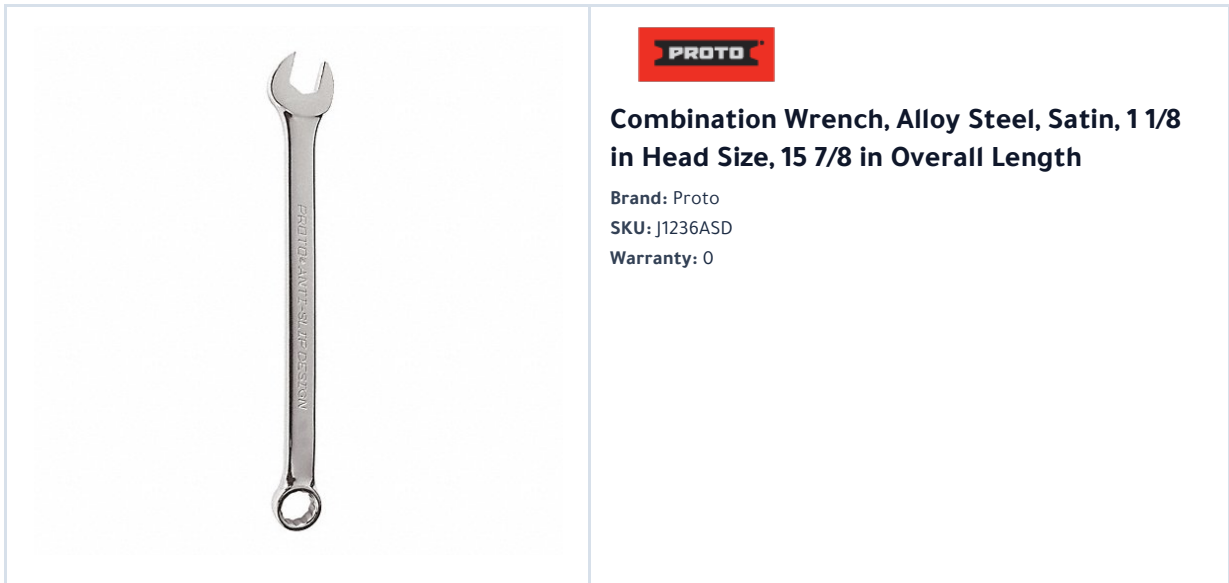 PROTO
Combination Wrench, Alloy Steel, Satin, 1 1/8
in Head Size, 15 7/8 in Overall Length
Brand: Proto
SKU: J1236ASD
Warranty: 0
PROTO® ANTI-SLIP DESIGN